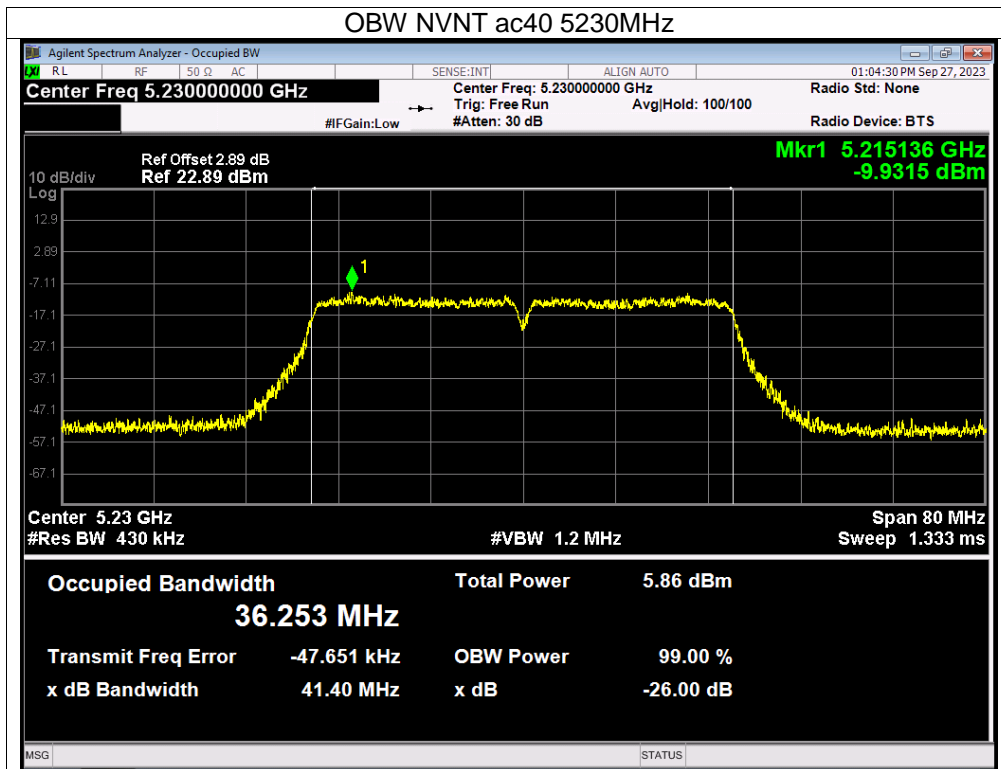 OBW NVNT ac40 5230MHz
Agilent Spectrum Analyzer - Occupied BW
LXI RL RF 50 Ω AC SENSE:INT ALIGN AUTO 01:04:30 PM Sep 27, 2023
Center Freq 5.230000000 GHz Center Freq: 5.230000000 GHz Radio Std: None
Trig: Free Run Avg|Hold: 100/100
#IFGain:Low #Atten: 30 dB Radio Device: BTS
Mkr1 5.215136 GHz
Ref Offset 2.89 dB
10 dB/div Ref 22.89 dBm -9.9315 dBm
Log
12.9
2.89
1
-7.11
-17.1
-27.1
-37.1
-47.1
-57.1
-67.1
Center 5.23 GHz Span 80 MHz
#Res BW 430 kHz #VBW 1.2 MHz Sweep 1.333 ms
Occupied Bandwidth Total Power 5.86 dBm
36.253 MHz
Transmit Freq Error -47.651 kHz OBW Power 99.00 %
x dB Bandwidth 41.40 MHz x dB -26.00 dB
MSG STATUS